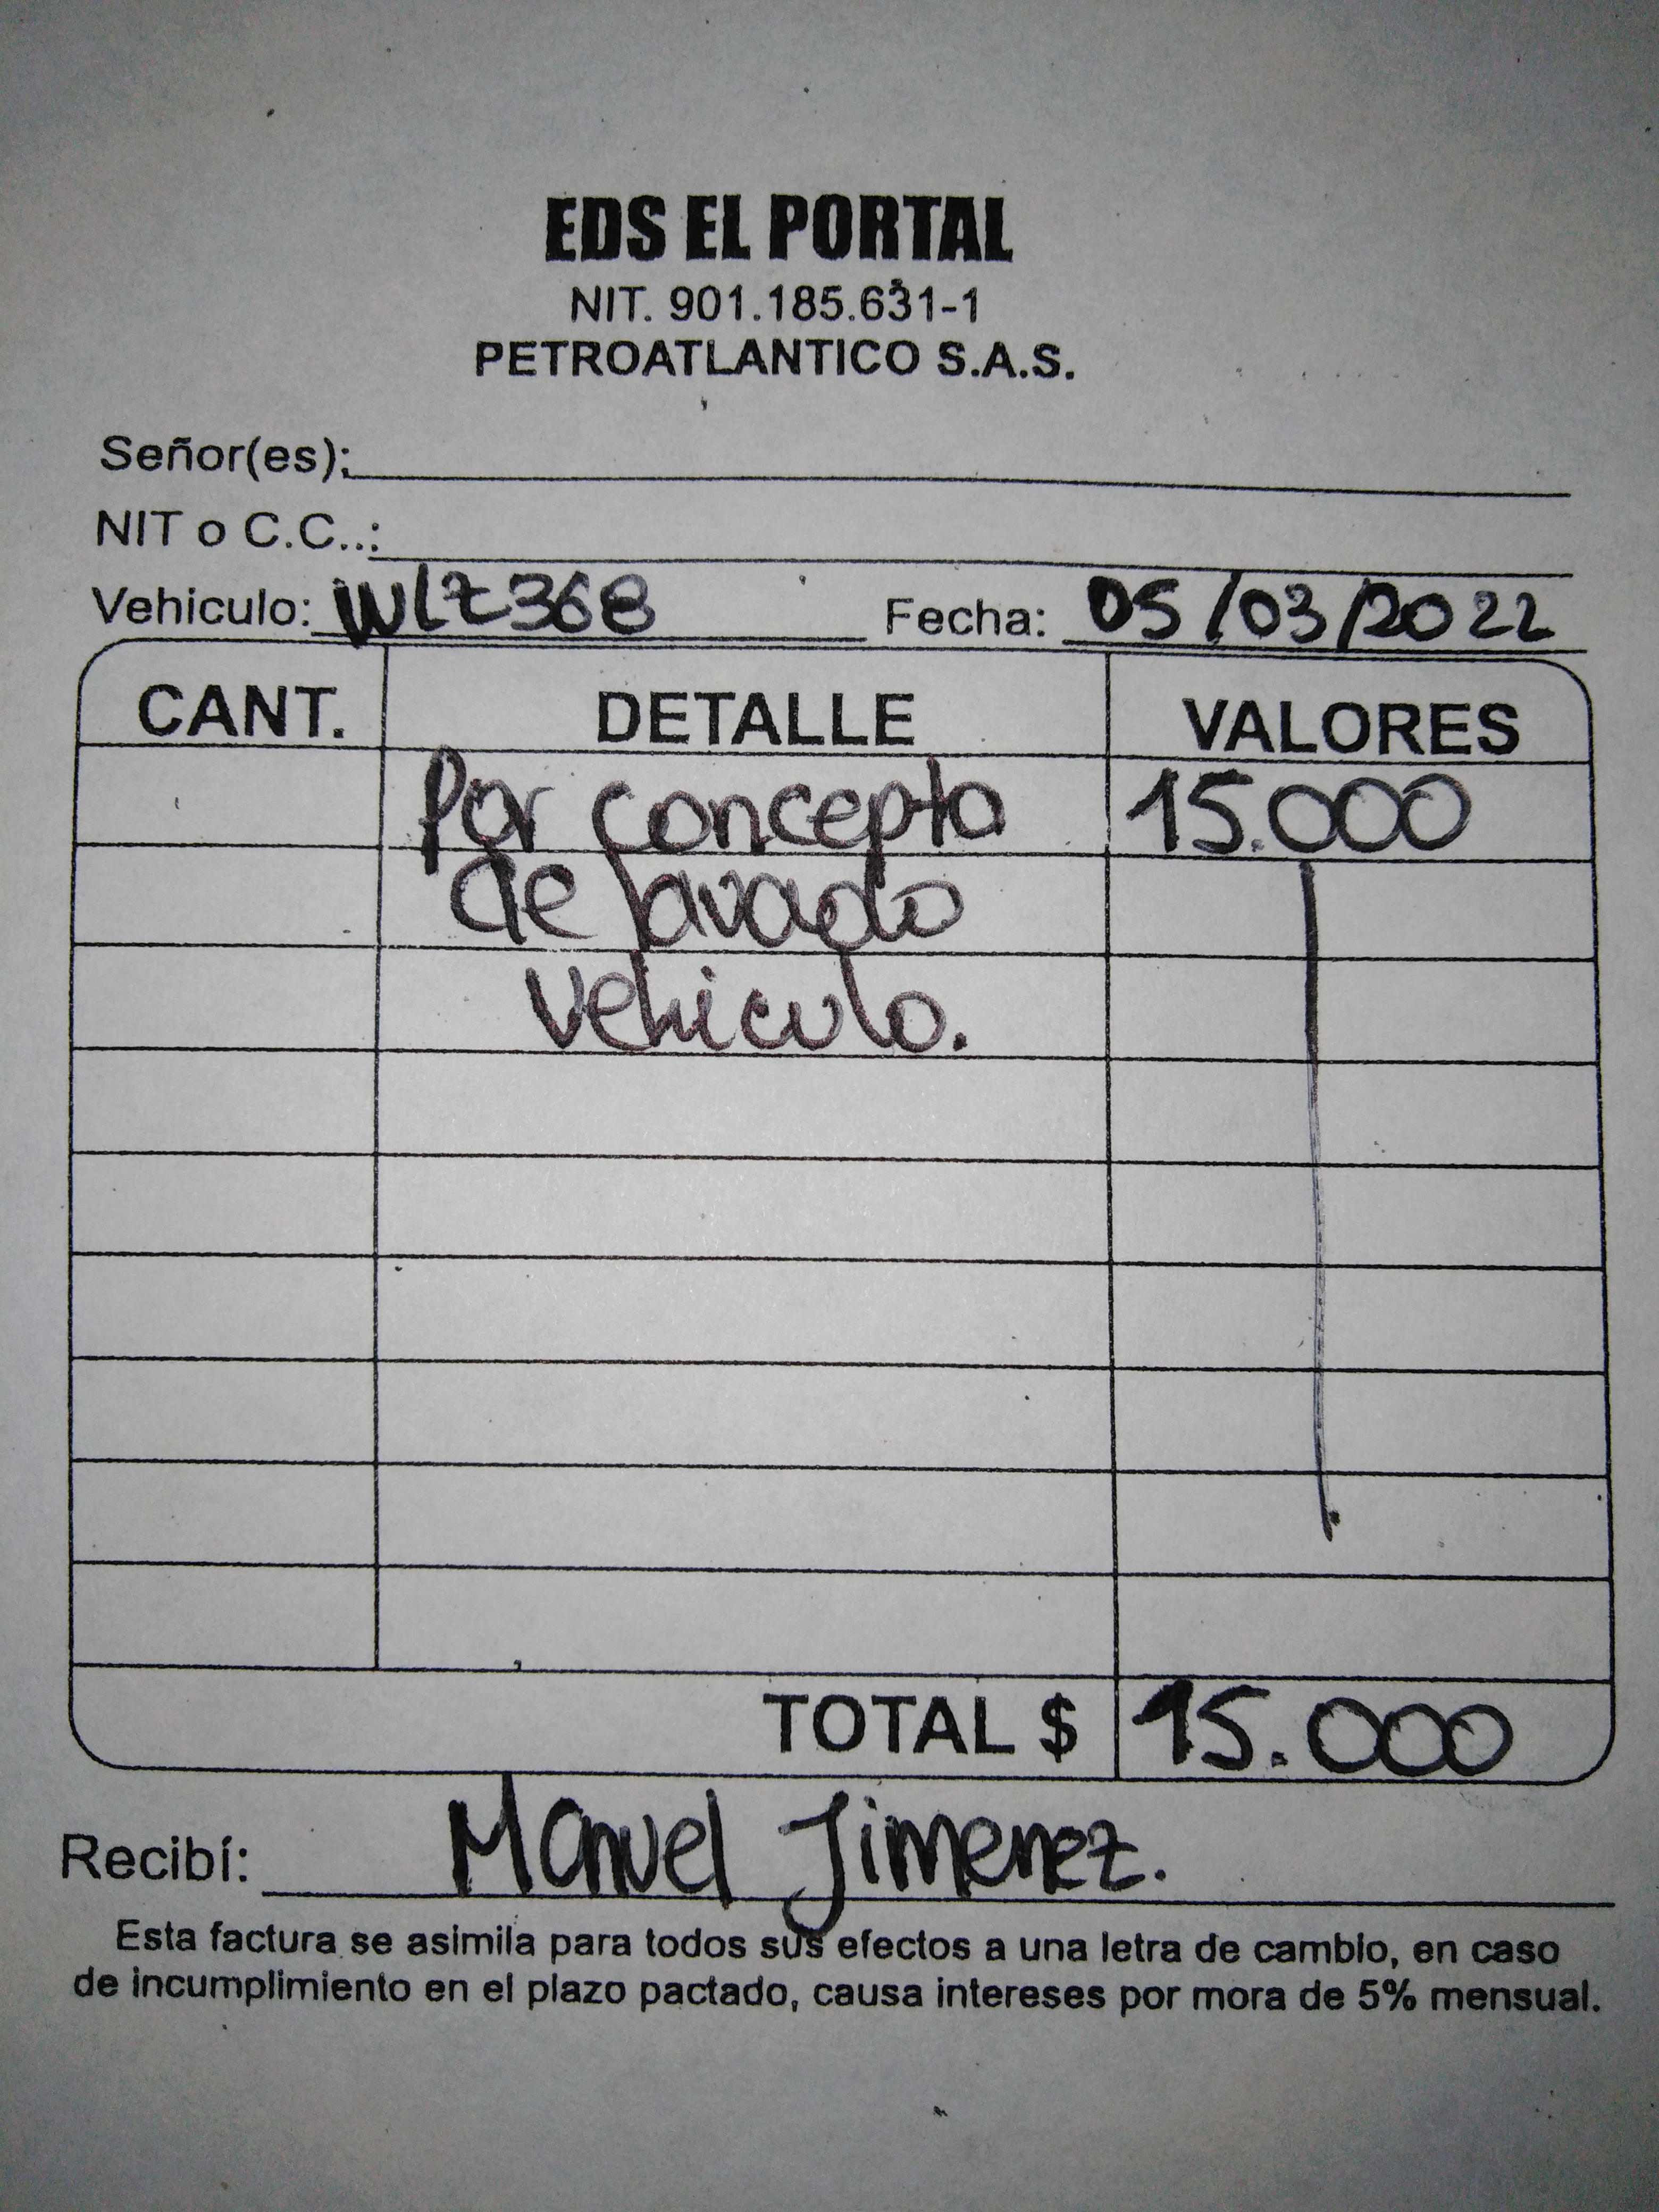 EDS EL PORTAL
NIT. 901.185.631-1
PETROATLANTICO S.A.S.
Señor(es):
NIT o C.C..:
Vehiculo: WLZ368 Fecha: 05/03/2022
CANT. DETALLE VALORES
Por concepto 15.000
de lavado
vehiculo.
TOTAL $ 15.000
Recibí: Manuel Jimenez.
Esta factura se asimila para todos sus efectos a una letra de cambio, en caso
de incumplimiento en el plazo pactado, causa intereses por mora de 5% mensual.